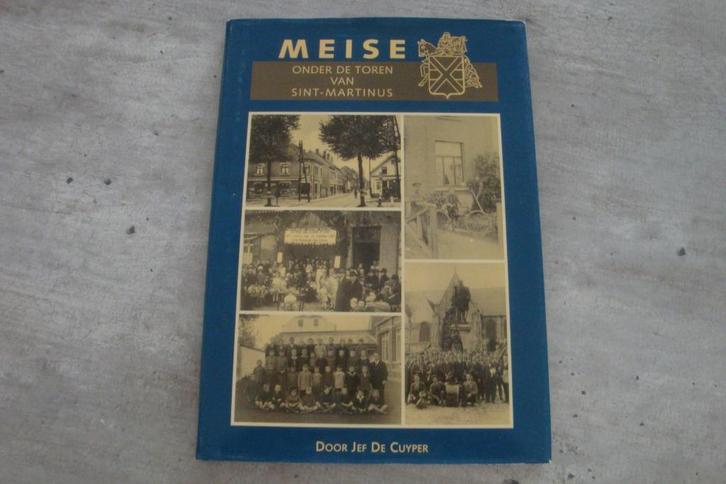 MEISE
ONDER DE TOREN
VAN
SINT-MARTINUS
DOOR JEF DE CUYPER